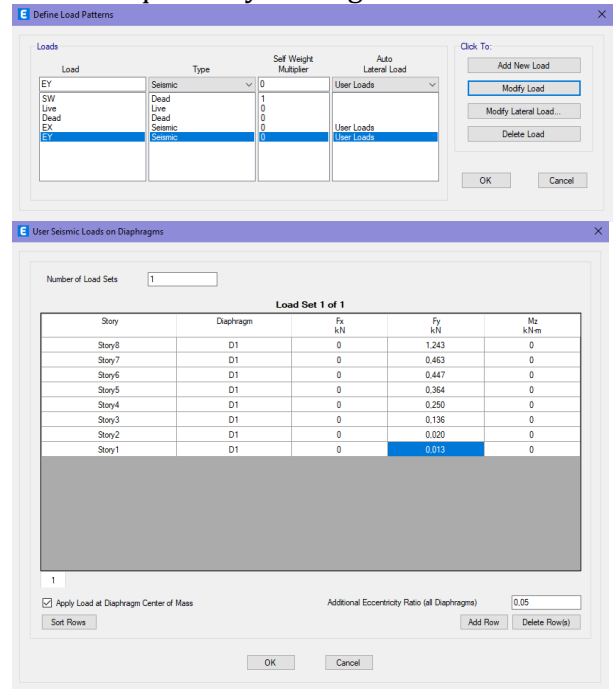 Define Load Patterns
Loads
Click To:
Load Type Self Weight Multiplier Auto Lateral Load
Add New Load
EY Seismic 0 User Loads
Modify Load
SW Dead 1
Live Live 0
Modify Lateral Load...
Dead Dead 0
EX Seismic 0 User Loads
EY Seismic 0 User Loads
Delete Load
OK Cancel
User Seismic Loads on Diaphragms
Number of Load Sets 1
Load Set 1 of 1
Story Diaphragm Fx Fy Mz
kN kN kN-m
Story8 D1 0 1,243 0
Story7 D1 0 0,463 0
Story6 D1 0 0,447 0
Story5 D1 0 0,364 0
Story4 D1 0 0,250 0
Story3 D1 0 0,136 0
Story2 D1 0 0,020 0
Story1 D1 0 0,013 0
1
Apply Load at Diaphragm Center of Mass Additional Eccentricity Ratio (all Diaphragms) 0,05
Sort Rows Add Row Delete Row(s)
OK Cancel